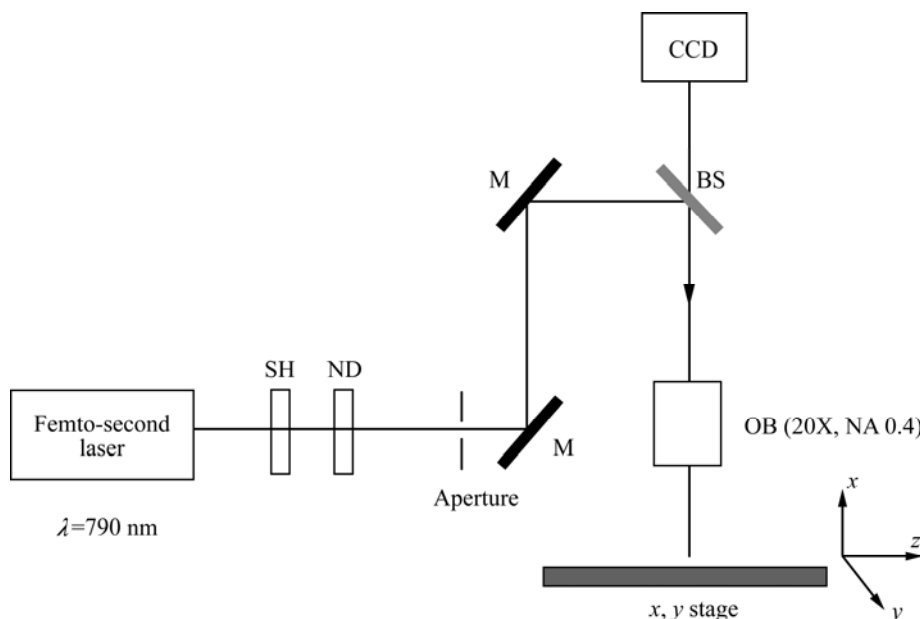 CCD
M
BS
SH
ND
Femto-second
laser
M
OB (20X, NA 0.4)
Aperture
λ=790 nm
x
z
y
x, y stage